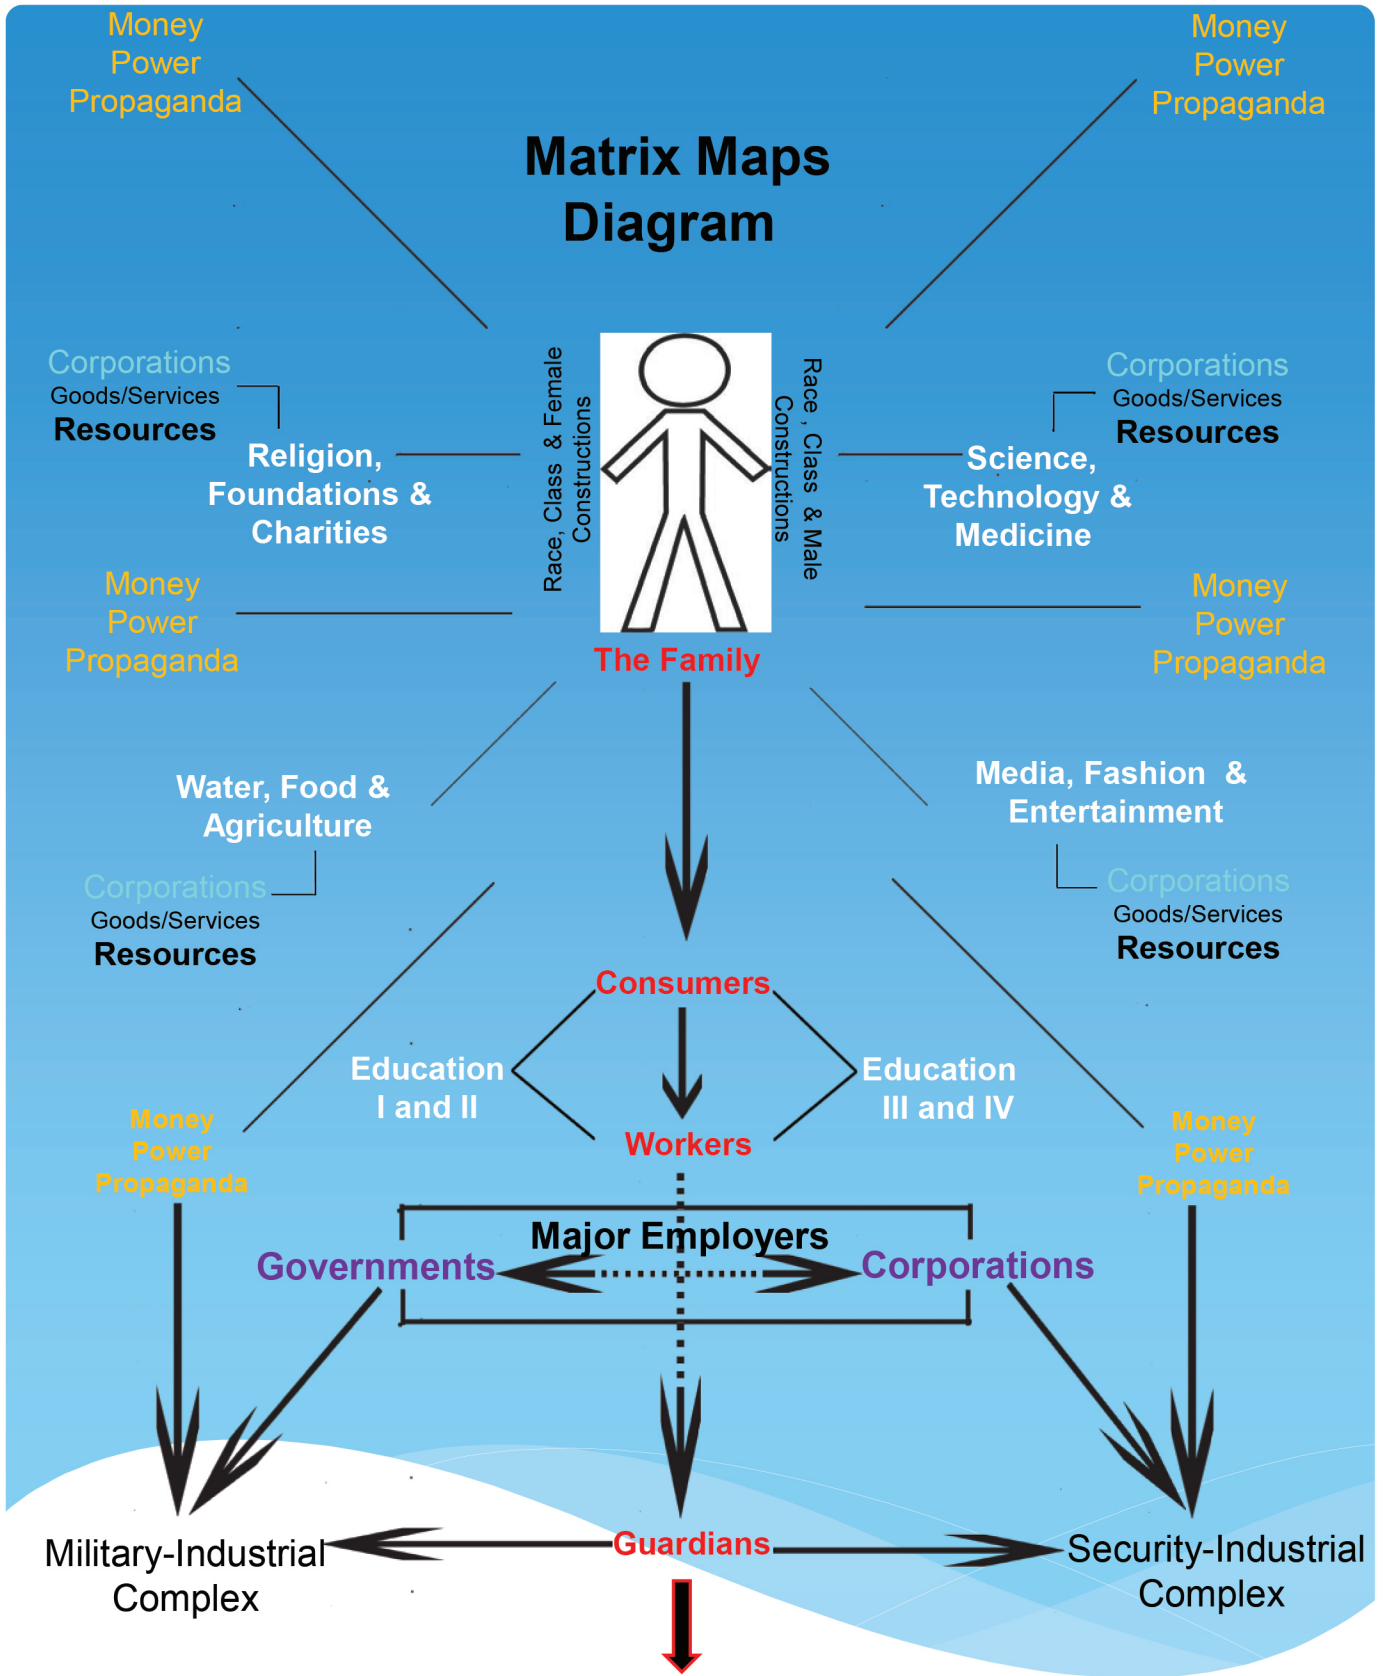 Money
Power
Propaganda
Money
Power
Propaganda
Matrix Maps
Diagram
Corporations
Goods/Services
Resources
Religion,
Foundations &
Charities
Race, Class & Female
Constructions
Race , Class & Male
Constructions
Corporations
Goods/Services
Resources
Science,
Technology &
Medicine
Money
Power
Propaganda
The Family
Money
Power
Propaganda
Water, Food &
Agriculture
Corporations
Goods/Services
Resources
Media, Fashion &
Entertainment
Corporations
Goods/Services
Resources
Consumers
Education
I and II
Education
III and IV
Workers
Money
Power
Propaganda
Money
Power
Propaganda
Major Employers
Governments
Corporations
Military-Industrial
Complex
Guardians
Security-Industrial
Complex